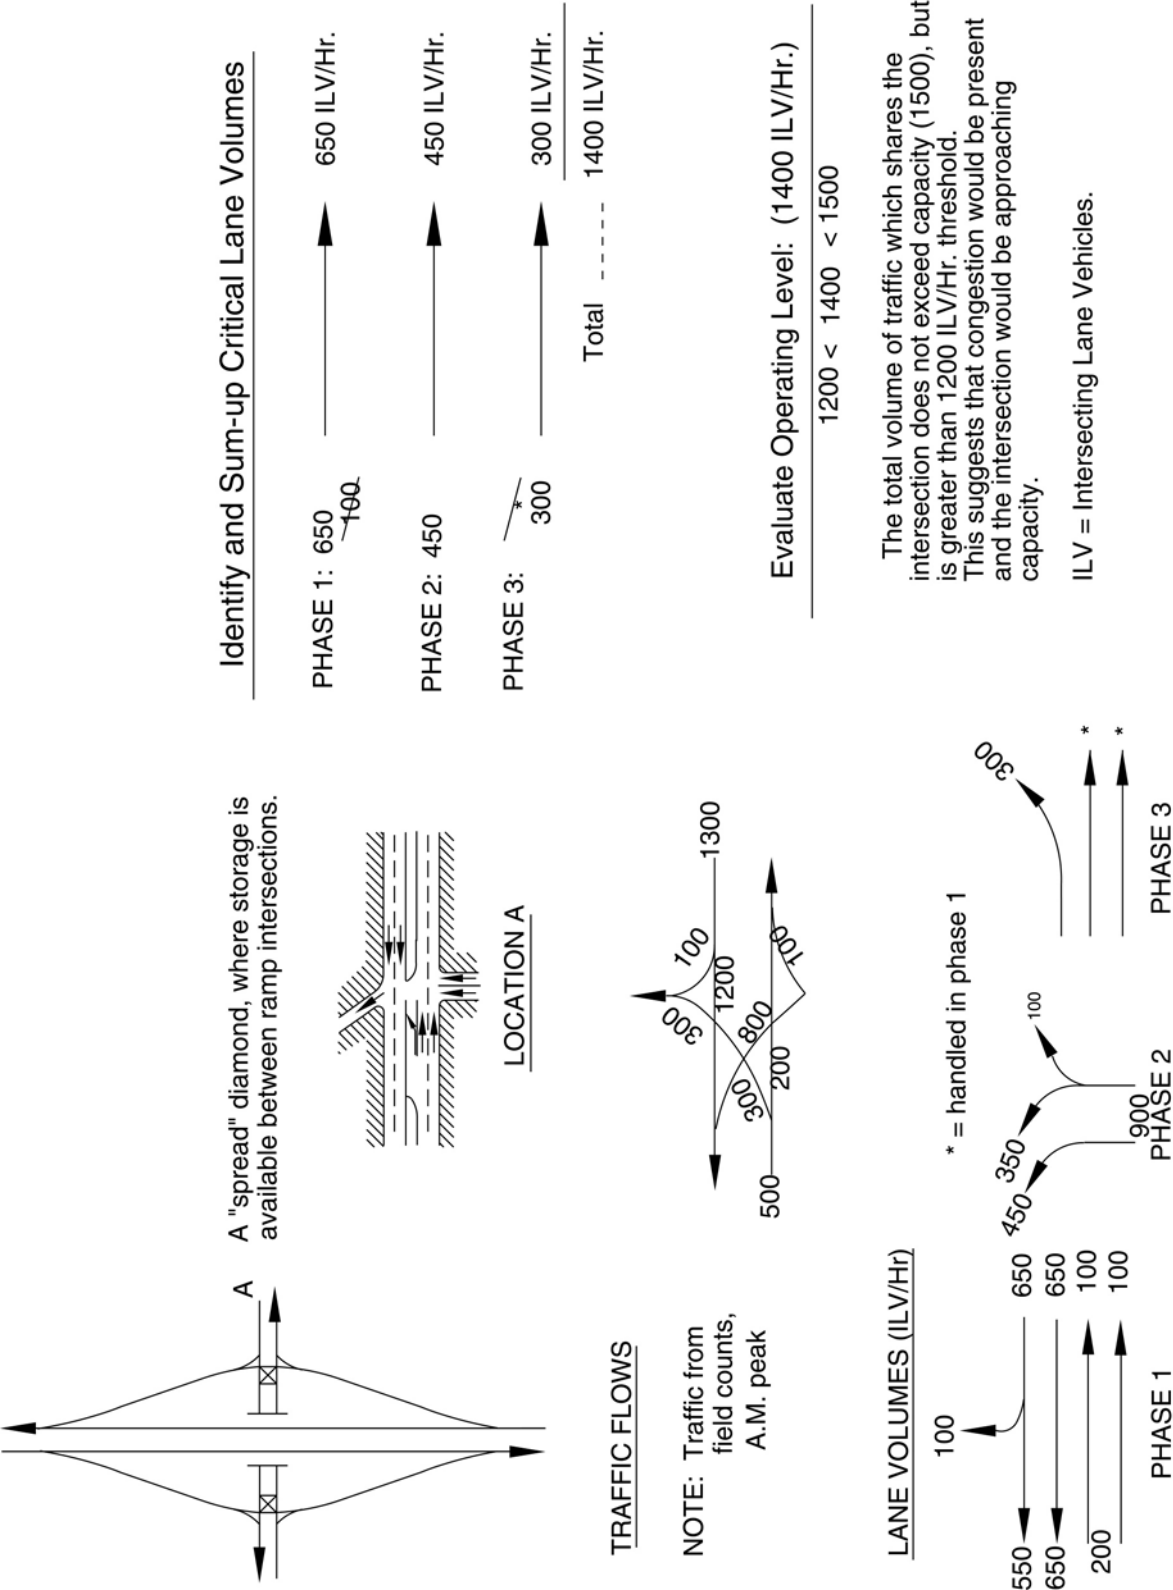 A
A "spread" diamond, where storage is
available between ramp intersections.
LOCATION A
TRAFFIC FLOWS
NOTE: Traffic from
field counts,
A.M. peak
300
100
1300
1200
300
800
500
200
100
LANE VOLUMES (ILV/Hr)
* = handled in phase 1
100
550
650
650
650
200
100
100
PHASE 1
450
350
100
900
PHASE 2
300
*
*
PHASE 3
Identify and Sum-up Critical Lane Volumes
PHASE 1: 650 650 ILV/Hr.
100
PHASE 2: 450 450 ILV/Hr.
PHASE 3: *
300 300 ILV/Hr.
Total ----- 1400 ILV/Hr.
Evaluate Operating Level: (1400 ILV/Hr.)
1200 < 1400 < 1500
The total volume of traffic which shares the
intersection does not exceed capacity (1500), but
is greater than 1200 ILV/Hr. threshold.
This suggests that congestion would be present
and the intersection would be approaching
capacity.
ILV = Intersecting Lane Vehicles.